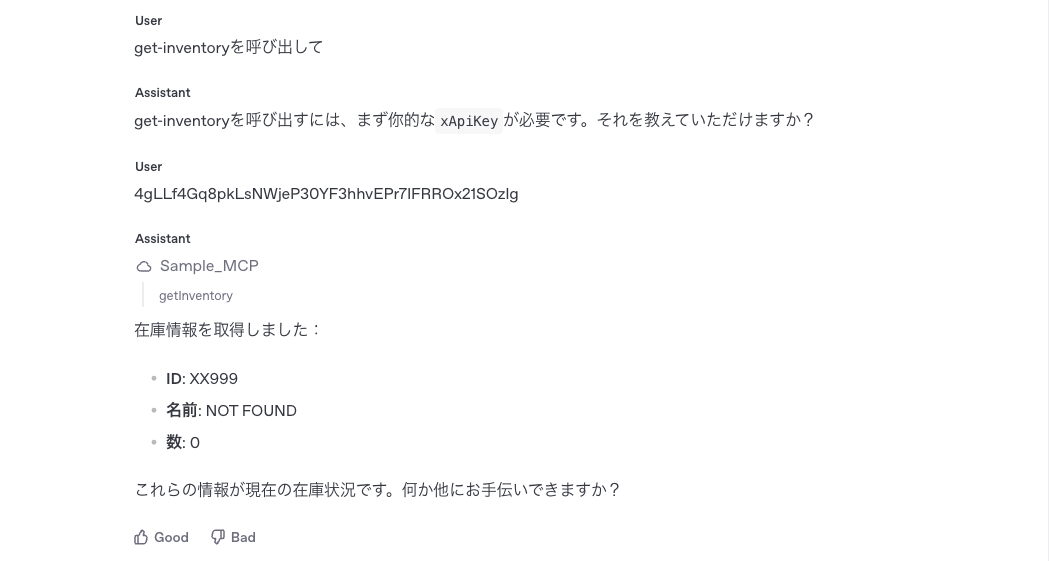 User
get-inventoryを呼び出して
Assistant
get-inventoryを呼び出すには、まず你的な xApiKey が必要です。それを教えていただけますか？
User
4gLLf4Gq8pkLsNWjeP30YF3hhvEPr7IFRROx21SOzIg
Assistant
Sample_MCP
getInventory
在庫情報を取得しました：
• ID: XX999
• 名前: NOT FOUND
• 数: 0
これらの情報が現在の在庫状況です。何か他にお手伝いできますか？
Good Bad